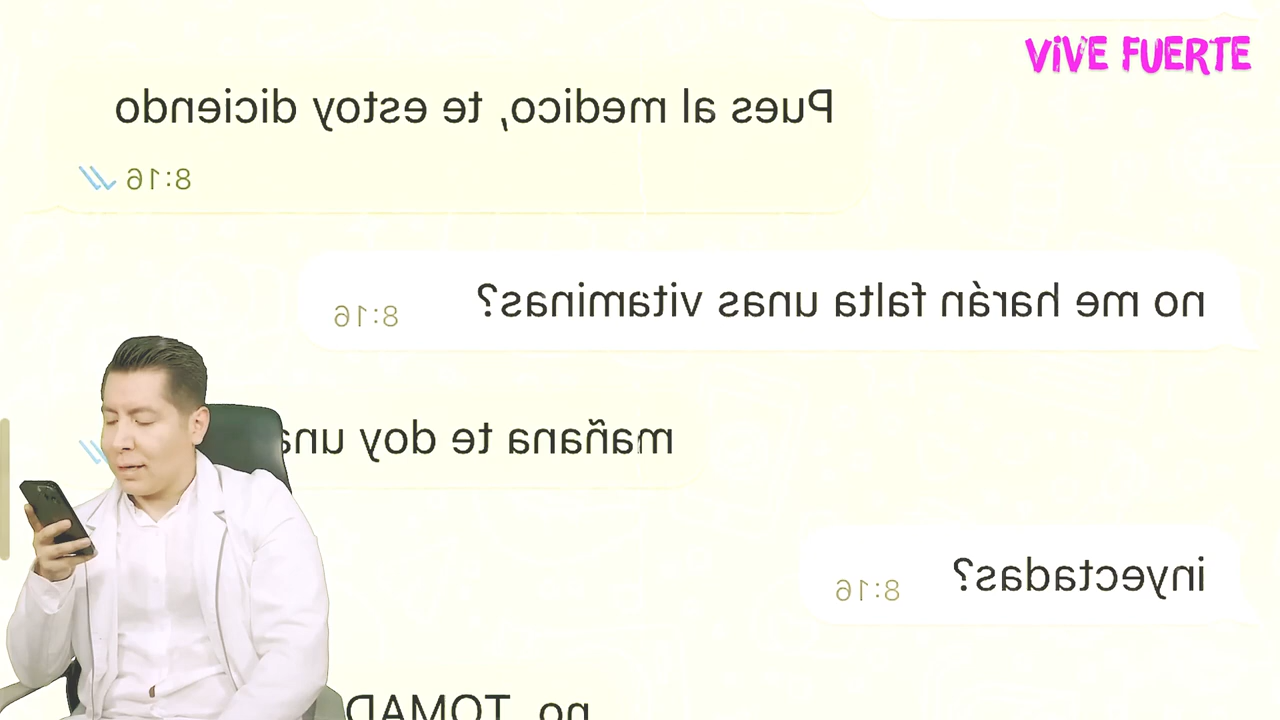 VIVE FUERTE
Pues al medico, te estoy diciendo
8:16
no me harán falta unas vitaminas?
8:16
mañana te doy
inyectadas?
8:16
no, TOMAD